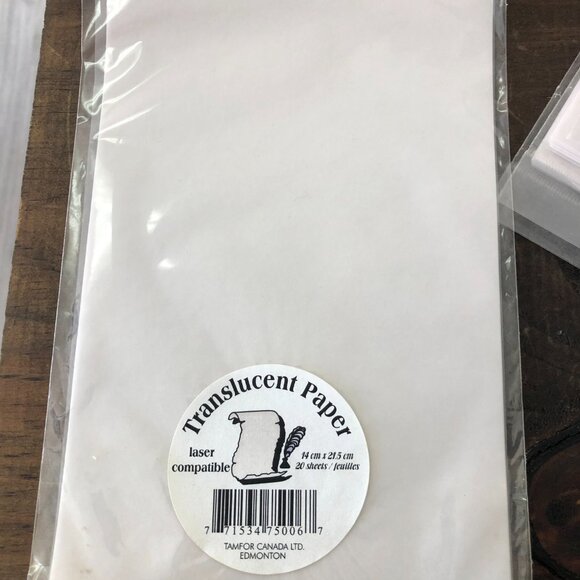 Translucent Paper
laser
compatible
14 cm x 21.5 cm
20 sheets / feuilles
7 71534 75006 7
TAMFOR CANADA LTD.
EDMONTON